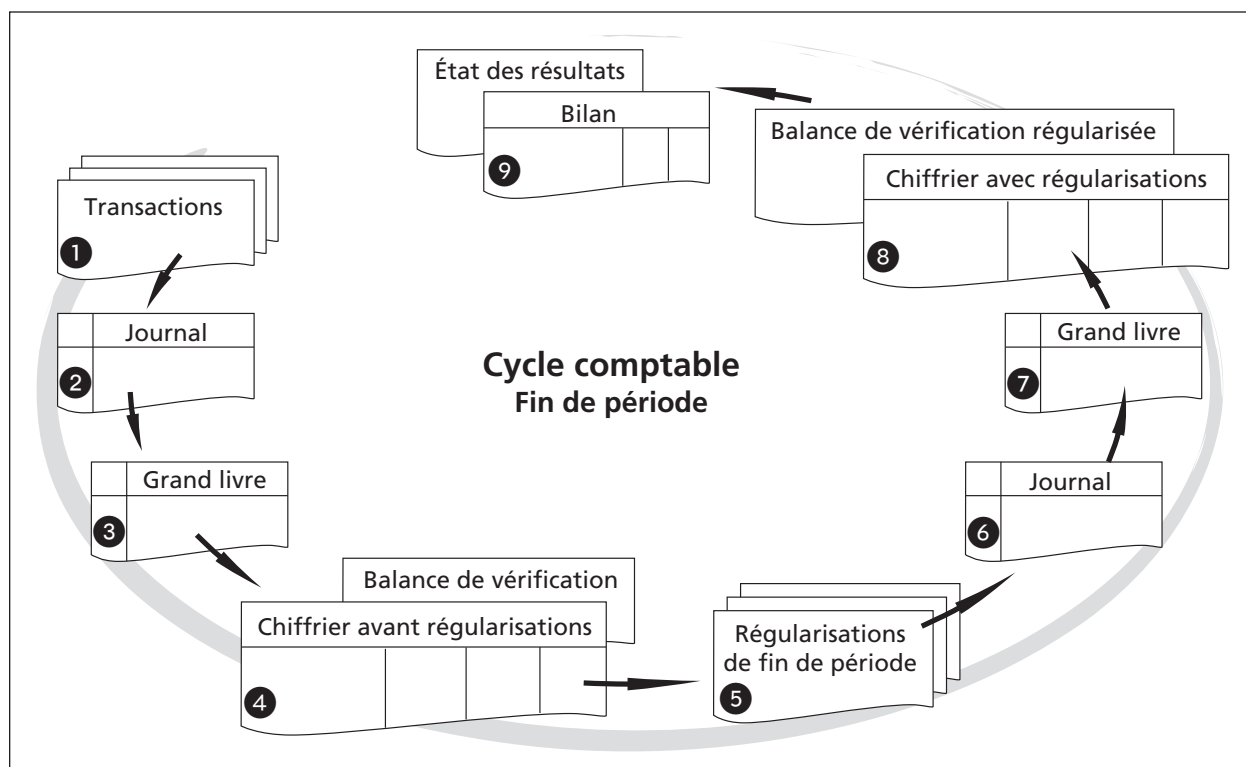 Cycle comptable
Fin de période
Transactions
1
Journal
2
Grand livre
3
Balance de vérification
Chiffrier avant régularisations
4
Régularisations
de fin de période
5
Journal
6
Grand livre
7
Balance de vérification régularisée
Chiffrier avec régularisations
8
État des résultats
Bilan
9